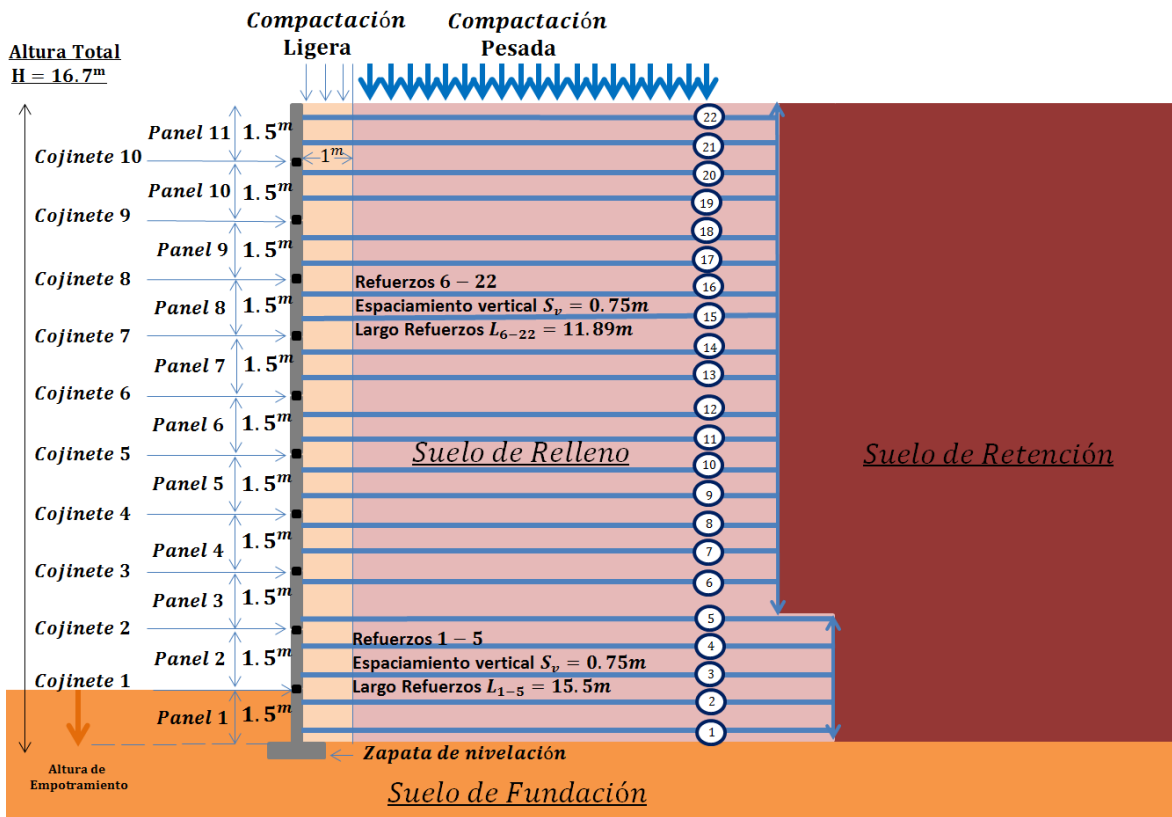 Compactación
Ligera
Compactación
Pesada
Altura Total
H = 16.7ᵐ
Panel 11 1.5ᵐ
22
21
Cojinete 10
1ᵐ
20
Panel 10 1.5ᵐ
19
Cojinete 9
18
Panel 9 1.5ᵐ
17
Cojinete 8
Refuerzos 6 − 22
16
Panel 8 1.5ᵐ
Espaciamiento vertical Sᵥ = 0.75m
15
Cojinete 7
Largo Refuerzos L₆₋₂₂ = 11.89m
14
Panel 7 1.5ᵐ
13
Cojinete 6
12
Panel 6 1.5ᵐ
11
Cojinete 5
Suelo de Relleno
Suelo de Retención
10
Panel 5 1.5ᵐ
9
Cojinete 4
8
Panel 4 1.5ᵐ
7
Cojinete 3
6
Panel 3 1.5ᵐ
5
Cojinete 2
Refuerzos 1 − 5
4
Panel 2 1.5ᵐ
Espaciamiento vertical Sᵥ = 0.75m
3
Cojinete 1
Largo Refuerzos L₁₋₅ = 15.5m
2
Panel 1 1.5ᵐ
1
Zapata de nivelación
Altura de
Empotramiento
Suelo de Fundación